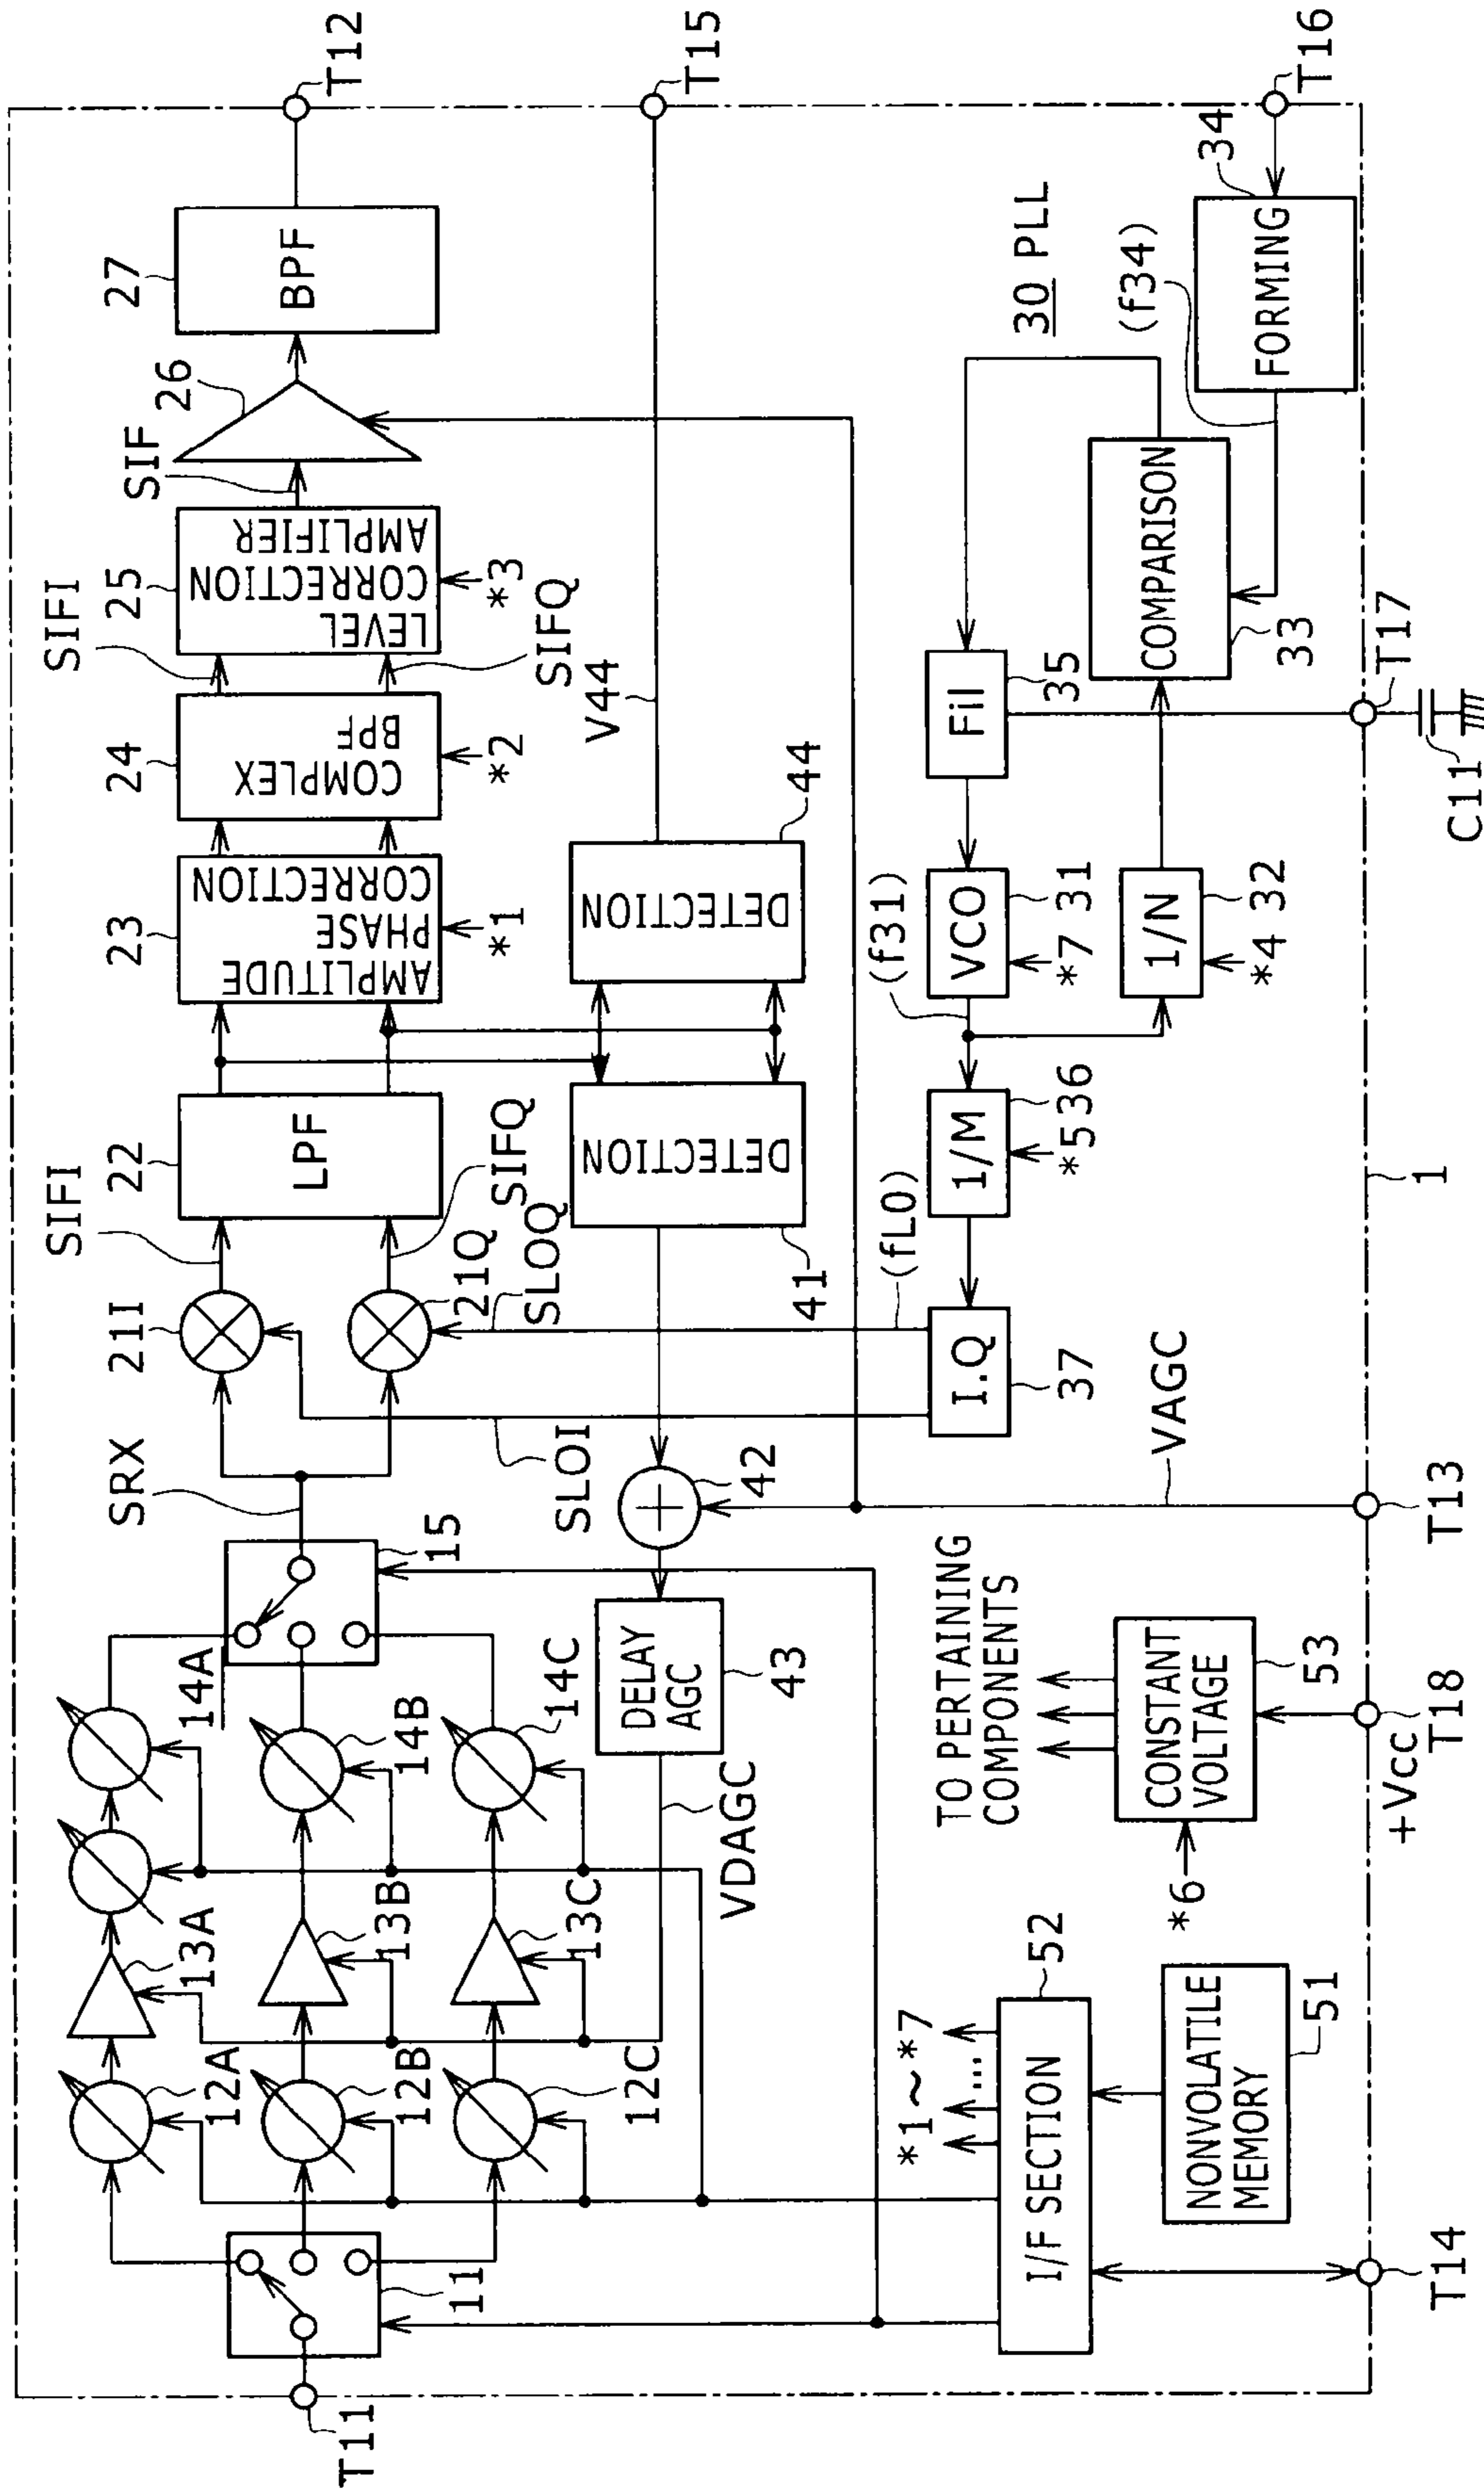 T11
11
12A
12B
12C
13A
13B
13C
14A
14B
14C
15
SRX
21I
21Q
SIFI
SIFQ
SLOI
SLOQ
22
LPF
23
AMPLITUDE
PHASE
CORRECTION
*1
24
COMPLEX
BPF
*2
SIFI
SIFQ
25
LEVEL
CORRECTION
AMPLIFIER
*3
SIF
26
27
BPF
T12
VDAGC
DELAY
AGC
43
42
DETECTION
41
DETECTION
44
V44
T15
I.Q
37
(fLO)
1/M
36
*5
(f31)
VCO
31
*7
Fil
35
30 PLL
1/N
32
*4
COMPARISON
33
(f34)
FORMING
34
T16
I/F SECTION
52
*1~*7
...
NONVOLATILE
MEMORY
51
TO PERTAINING
COMPONENTS
CONSTANT
VOLTAGE
53
*6
VAGC
T14
+Vcc
T18
T13
1
T17
C11